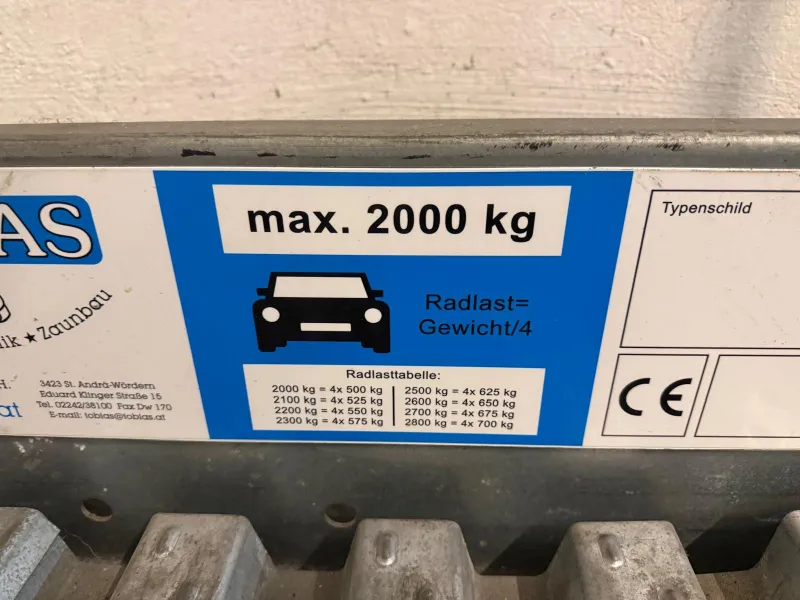 AS
★ Zaunbau
3423 St. Andrä-Wördern
Eduard Klinger Straße 15
Tel. 02242/38100 Fax Dw 170
E-mail: tobias@tobias.at
max. 2000 kg
Radlast=
Gewicht/4
Radlasttabelle:
2000 kg = 4x 500 kg
2100 kg = 4x 525 kg
2200 kg = 4x 550 kg
2300 kg = 4x 575 kg
2500 kg = 4x 625 kg
2600 kg = 4x 650 kg
2700 kg = 4x 675 kg
2800 kg = 4x 700 kg
Typenschild
CE